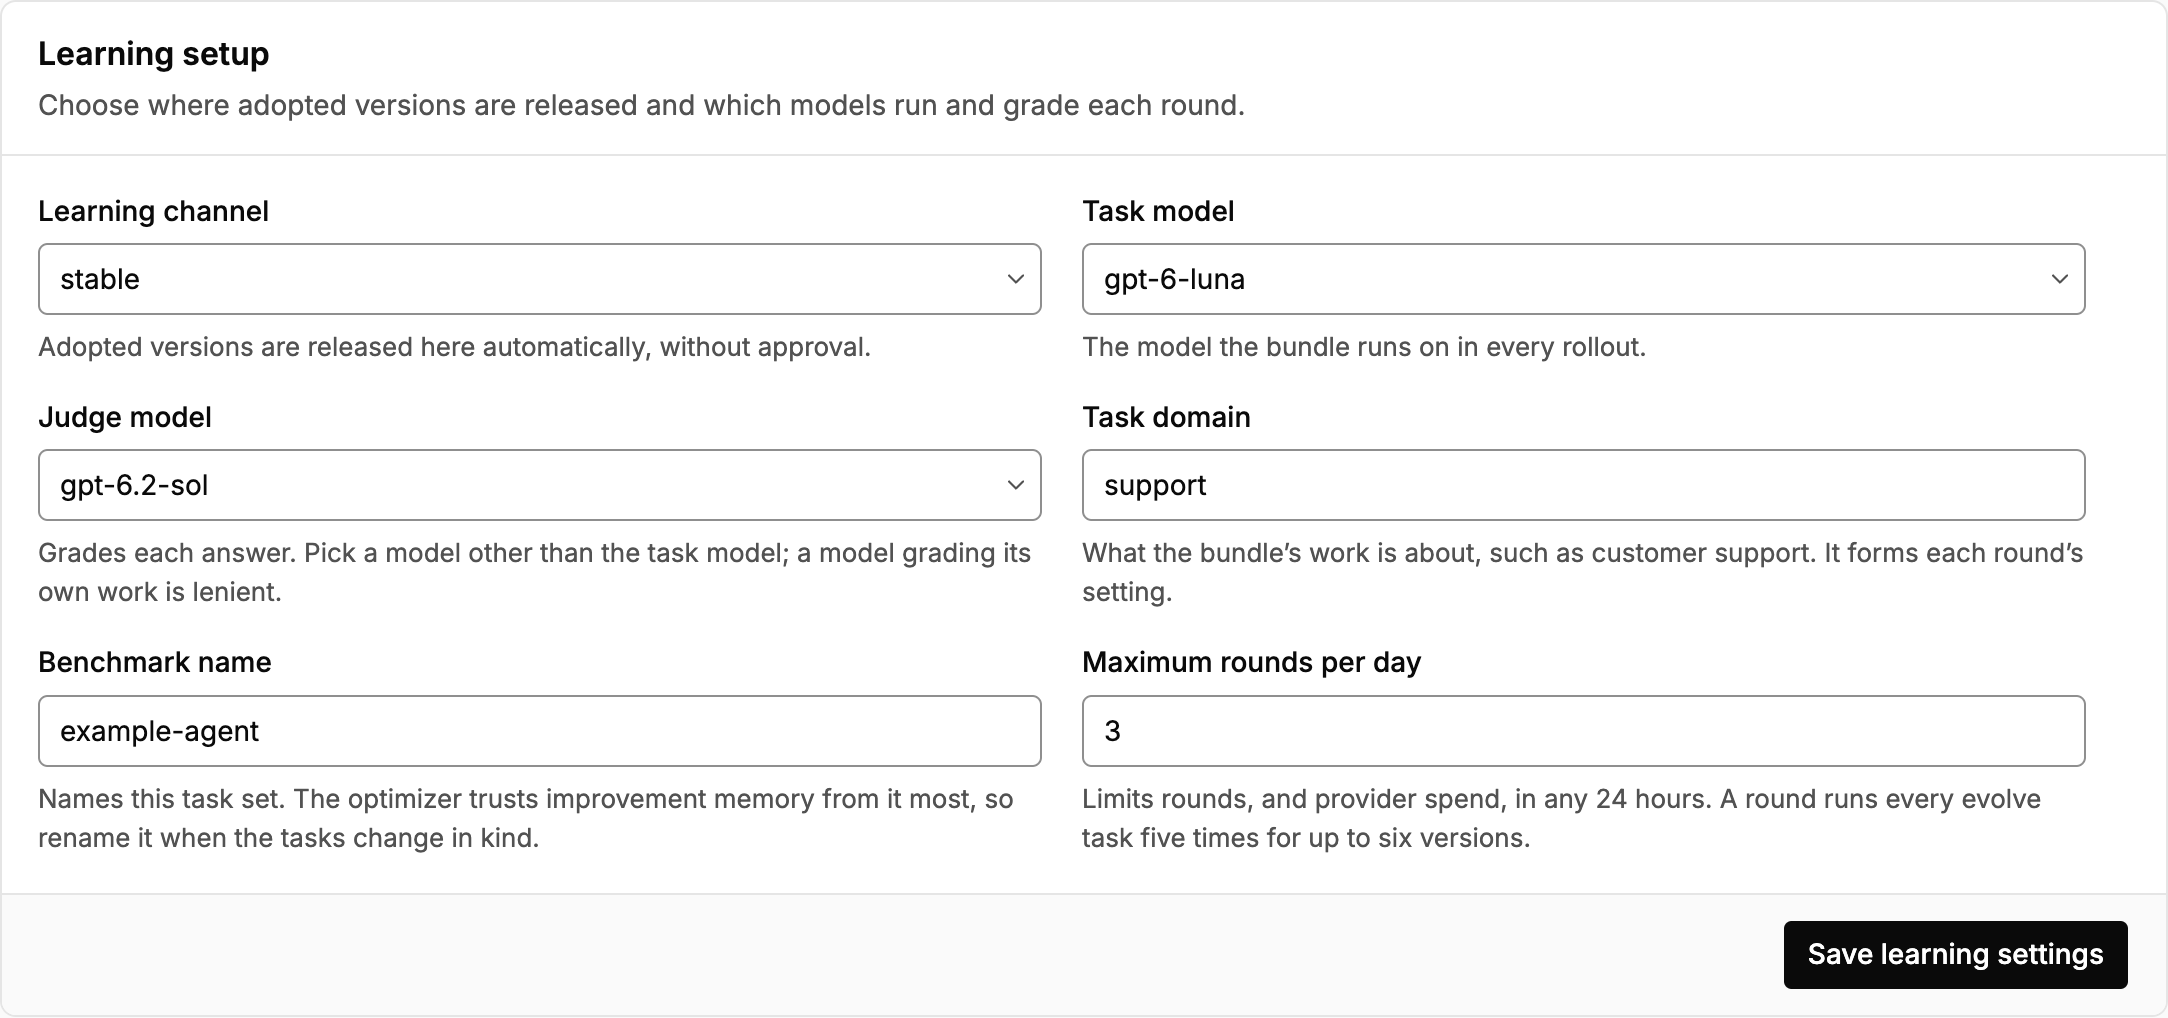 Learning setup
Choose where adopted versions are released and which models run and grade each round.
Learning channel
stable
Adopted versions are released here automatically, without approval.
Task model
gpt-6-luna
The model the bundle runs on in every rollout.
Judge model
gpt-6.2-sol
Grades each answer. Pick a model other than the task model; a model grading its
own work is lenient.
Task domain
support
What the bundle’s work is about, such as customer support. It forms each round’s
setting.
Benchmark name
example-agent
Names this task set. The optimizer trusts improvement memory from it most, so
rename it when the tasks change in kind.
Maximum rounds per day
3
Limits rounds, and provider spend, in any 24 hours. A round runs every evolve
task five times for up to six versions.
Save learning settings